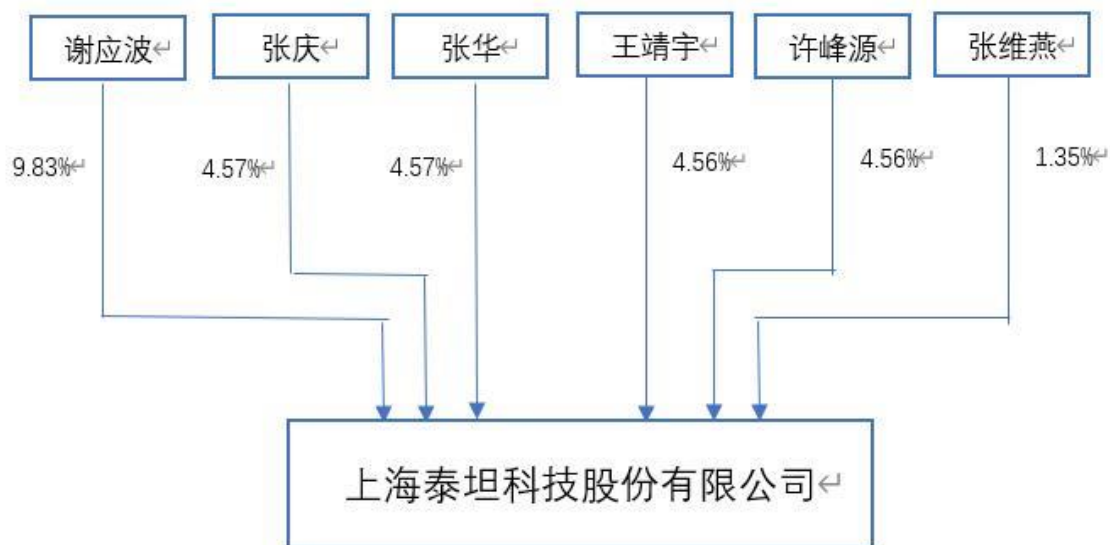 谢应波↵
张庆↵
张华↵
王靖宇↵
许峰源↵
张维燕↵
9.83%↵
4.57%↵
4.57%↵
4.56%↵
4.56%↵
1.35%↵
上海泰坦科技股份有限公司↵